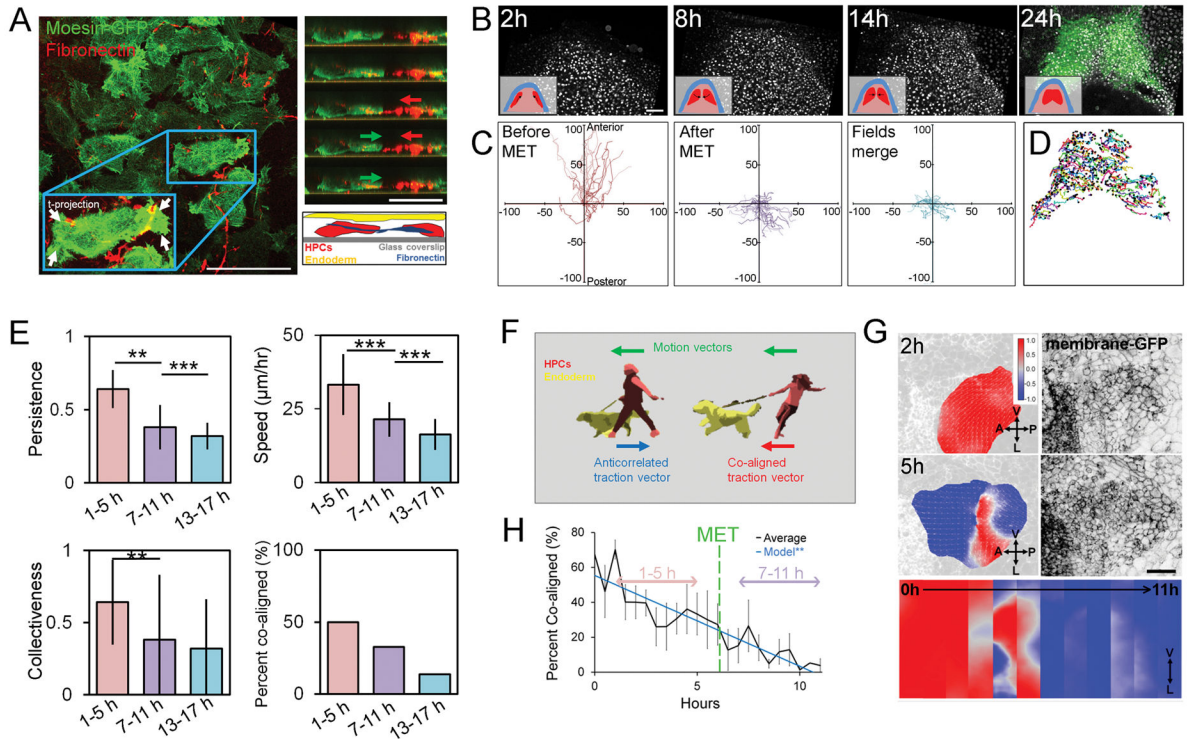 A
Moesin-GFP
Fibronectin
t-projection
HPCs
Endoderm
Glass coverslip
Fibronectin
B
2h
8h
14h
24h
C
Before
MET
100
Anterior
50
-100
-50
50
100
-50
-100
Posterior
After
MET
100
50
-100
-50
50
100
-50
-100
Fields
merge
100
50
-100
-50
50
100
-50
-100
D
E
Persistence
1
0.5
0
**
***
1-5 h
7-11 h
13-17 h
Speed (µm/hr)
50
25
0
***
***
1-5 h
7-11 h
13-17 h
Collectiveness
1
0.5
0
**
1-5 h
7-11 h
13-17 h
Percent co-aligned (%)
100
50
0
1-5 h
7-11 h
13-17 h
F
Motion vectors
HPCs
Endoderm
Anticorrelated
traction vector
Co-aligned
traction vector
G
2h
membrane-GFP
1.0
0.5
0.0
-0.5
-1.0
V
A
P
L
5h
V
A
P
L
0h
11h
V
L
H
MET
Average
Model**
1-5 h
7-11 h
Percent Co-aligned (%)
80
60
40
20
0
0
5
10
Hours